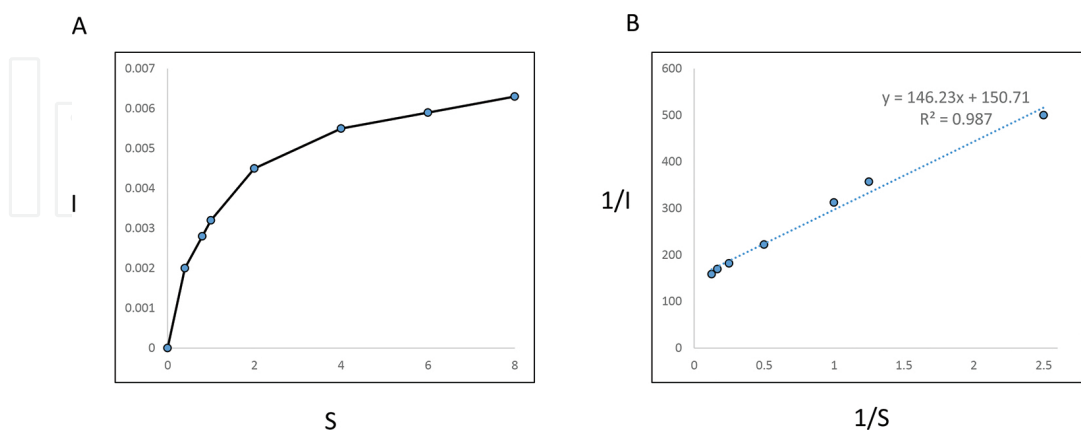 A
0.007
0.006
0.005
0.004
0.003
0.002
0.001
0
I
0 2 4 6 8
S
B
600
500
400
300
200
100
0
1/I
y = 146.23x + 150.71
R² = 0.987
0 0.5 1 1.5 2 2.5
1/S